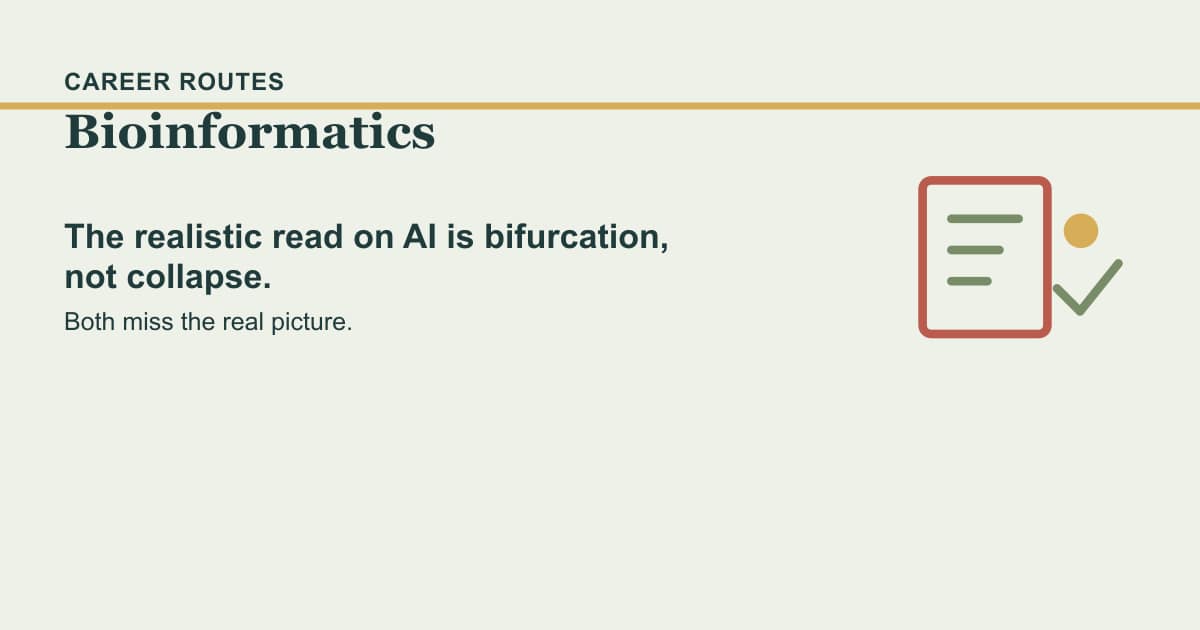 CAREER ROUTES
Bioinformatics
The realistic read on AI is bifurcation,
not collapse.
Both miss the real picture.